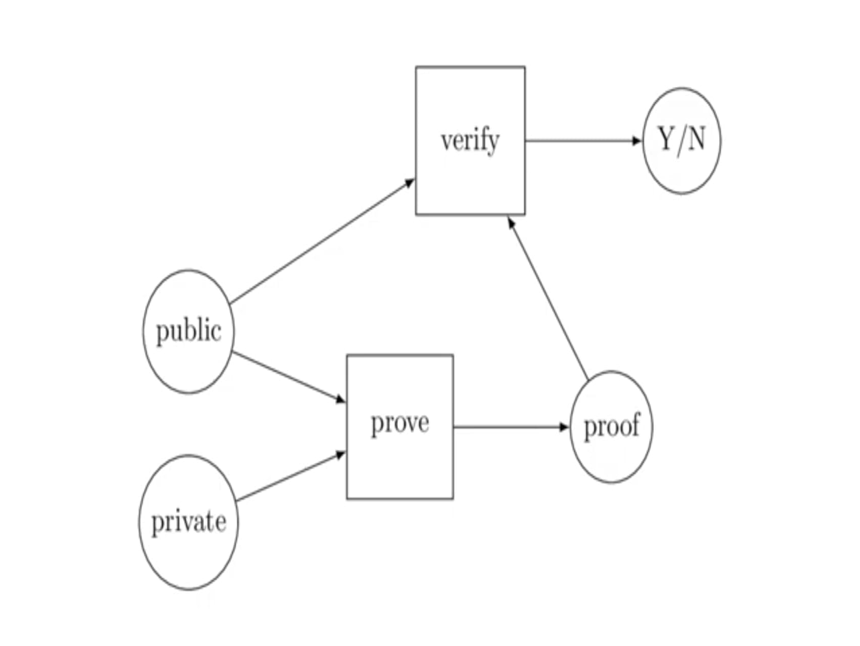 verify
Y/N
public
prove
proof
private